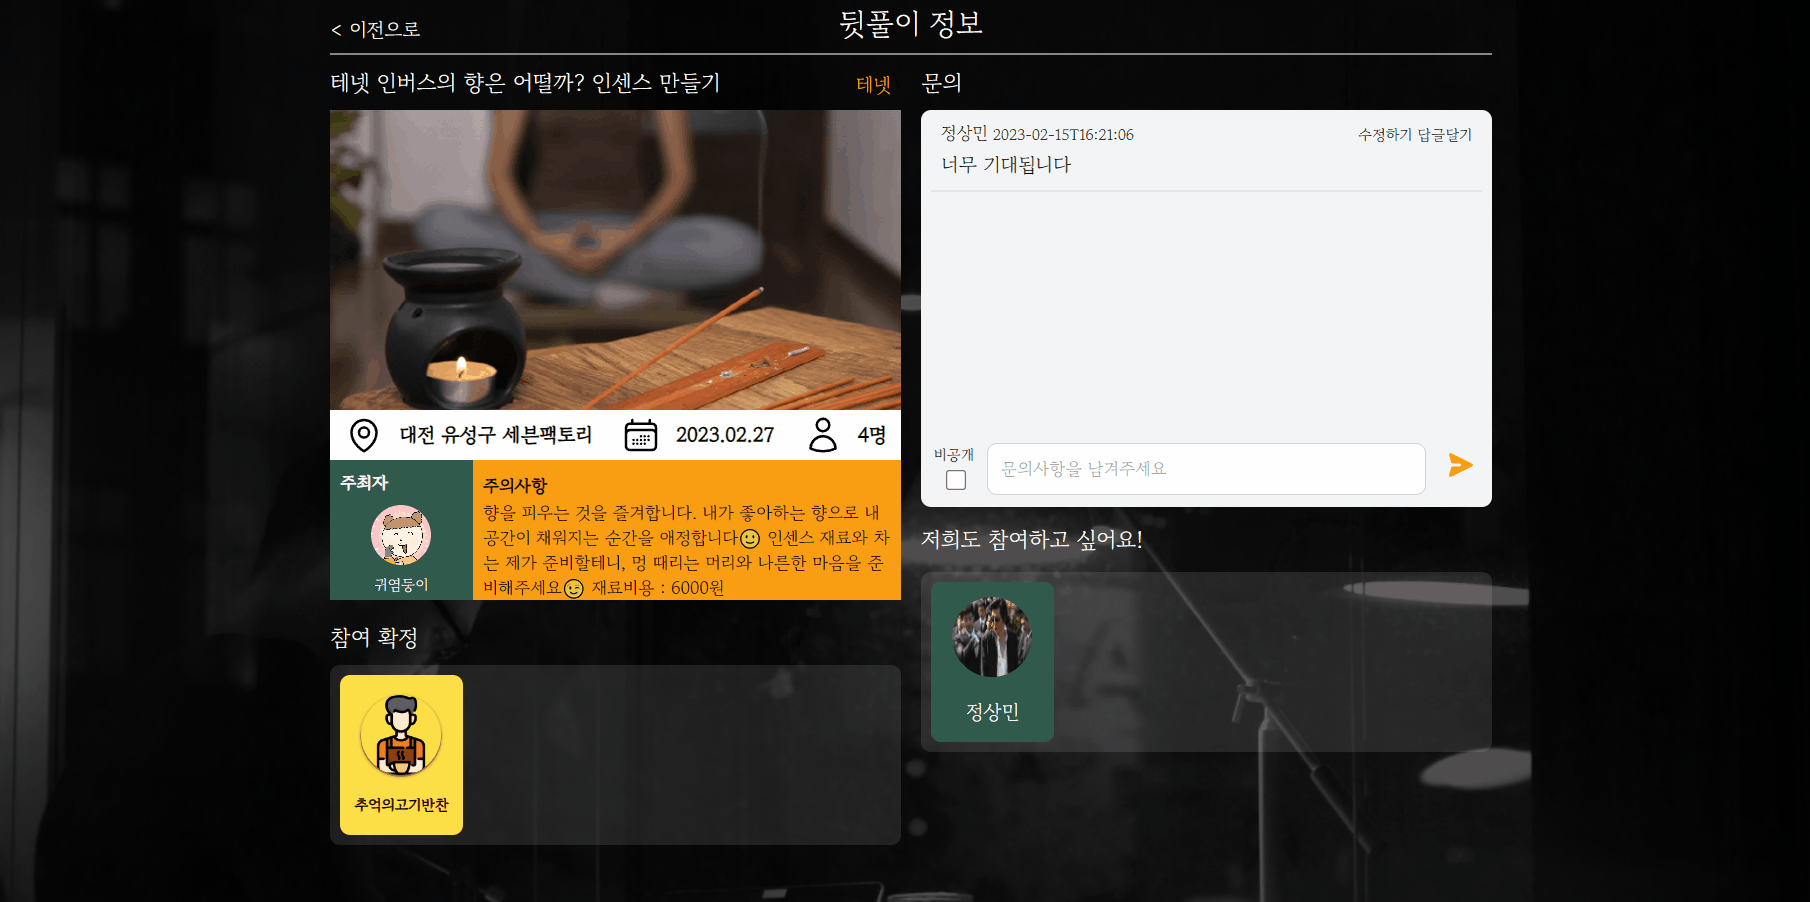 < 이전으로
뒷풀이 정보
테넷 인버스의 향은 어떨까? 인센스 만들기
테넷
대전 유성구 세븐팩토리
2023.02.27
4명
주최자
귀염둥이
주의사항
향을 피우는 것을 즐겨합니다. 내가 좋아하는 향으로 내
공간이 채워지는 순간을 애정합니다🙂 인센스 재료와 차
는 제가 준비할테니, 멍 때리는 머리와 나른한 마음을 준
비해주세요😉 재료비용 : 6000원
참여 확정
추억의고기반찬
문의
정상민 2023-02-15T16:21:06
수정하기 답글달기
너무 기대됩니다
비공개
문의사항을 남겨주세요
저희도 참여하고 싶어요!
정상민